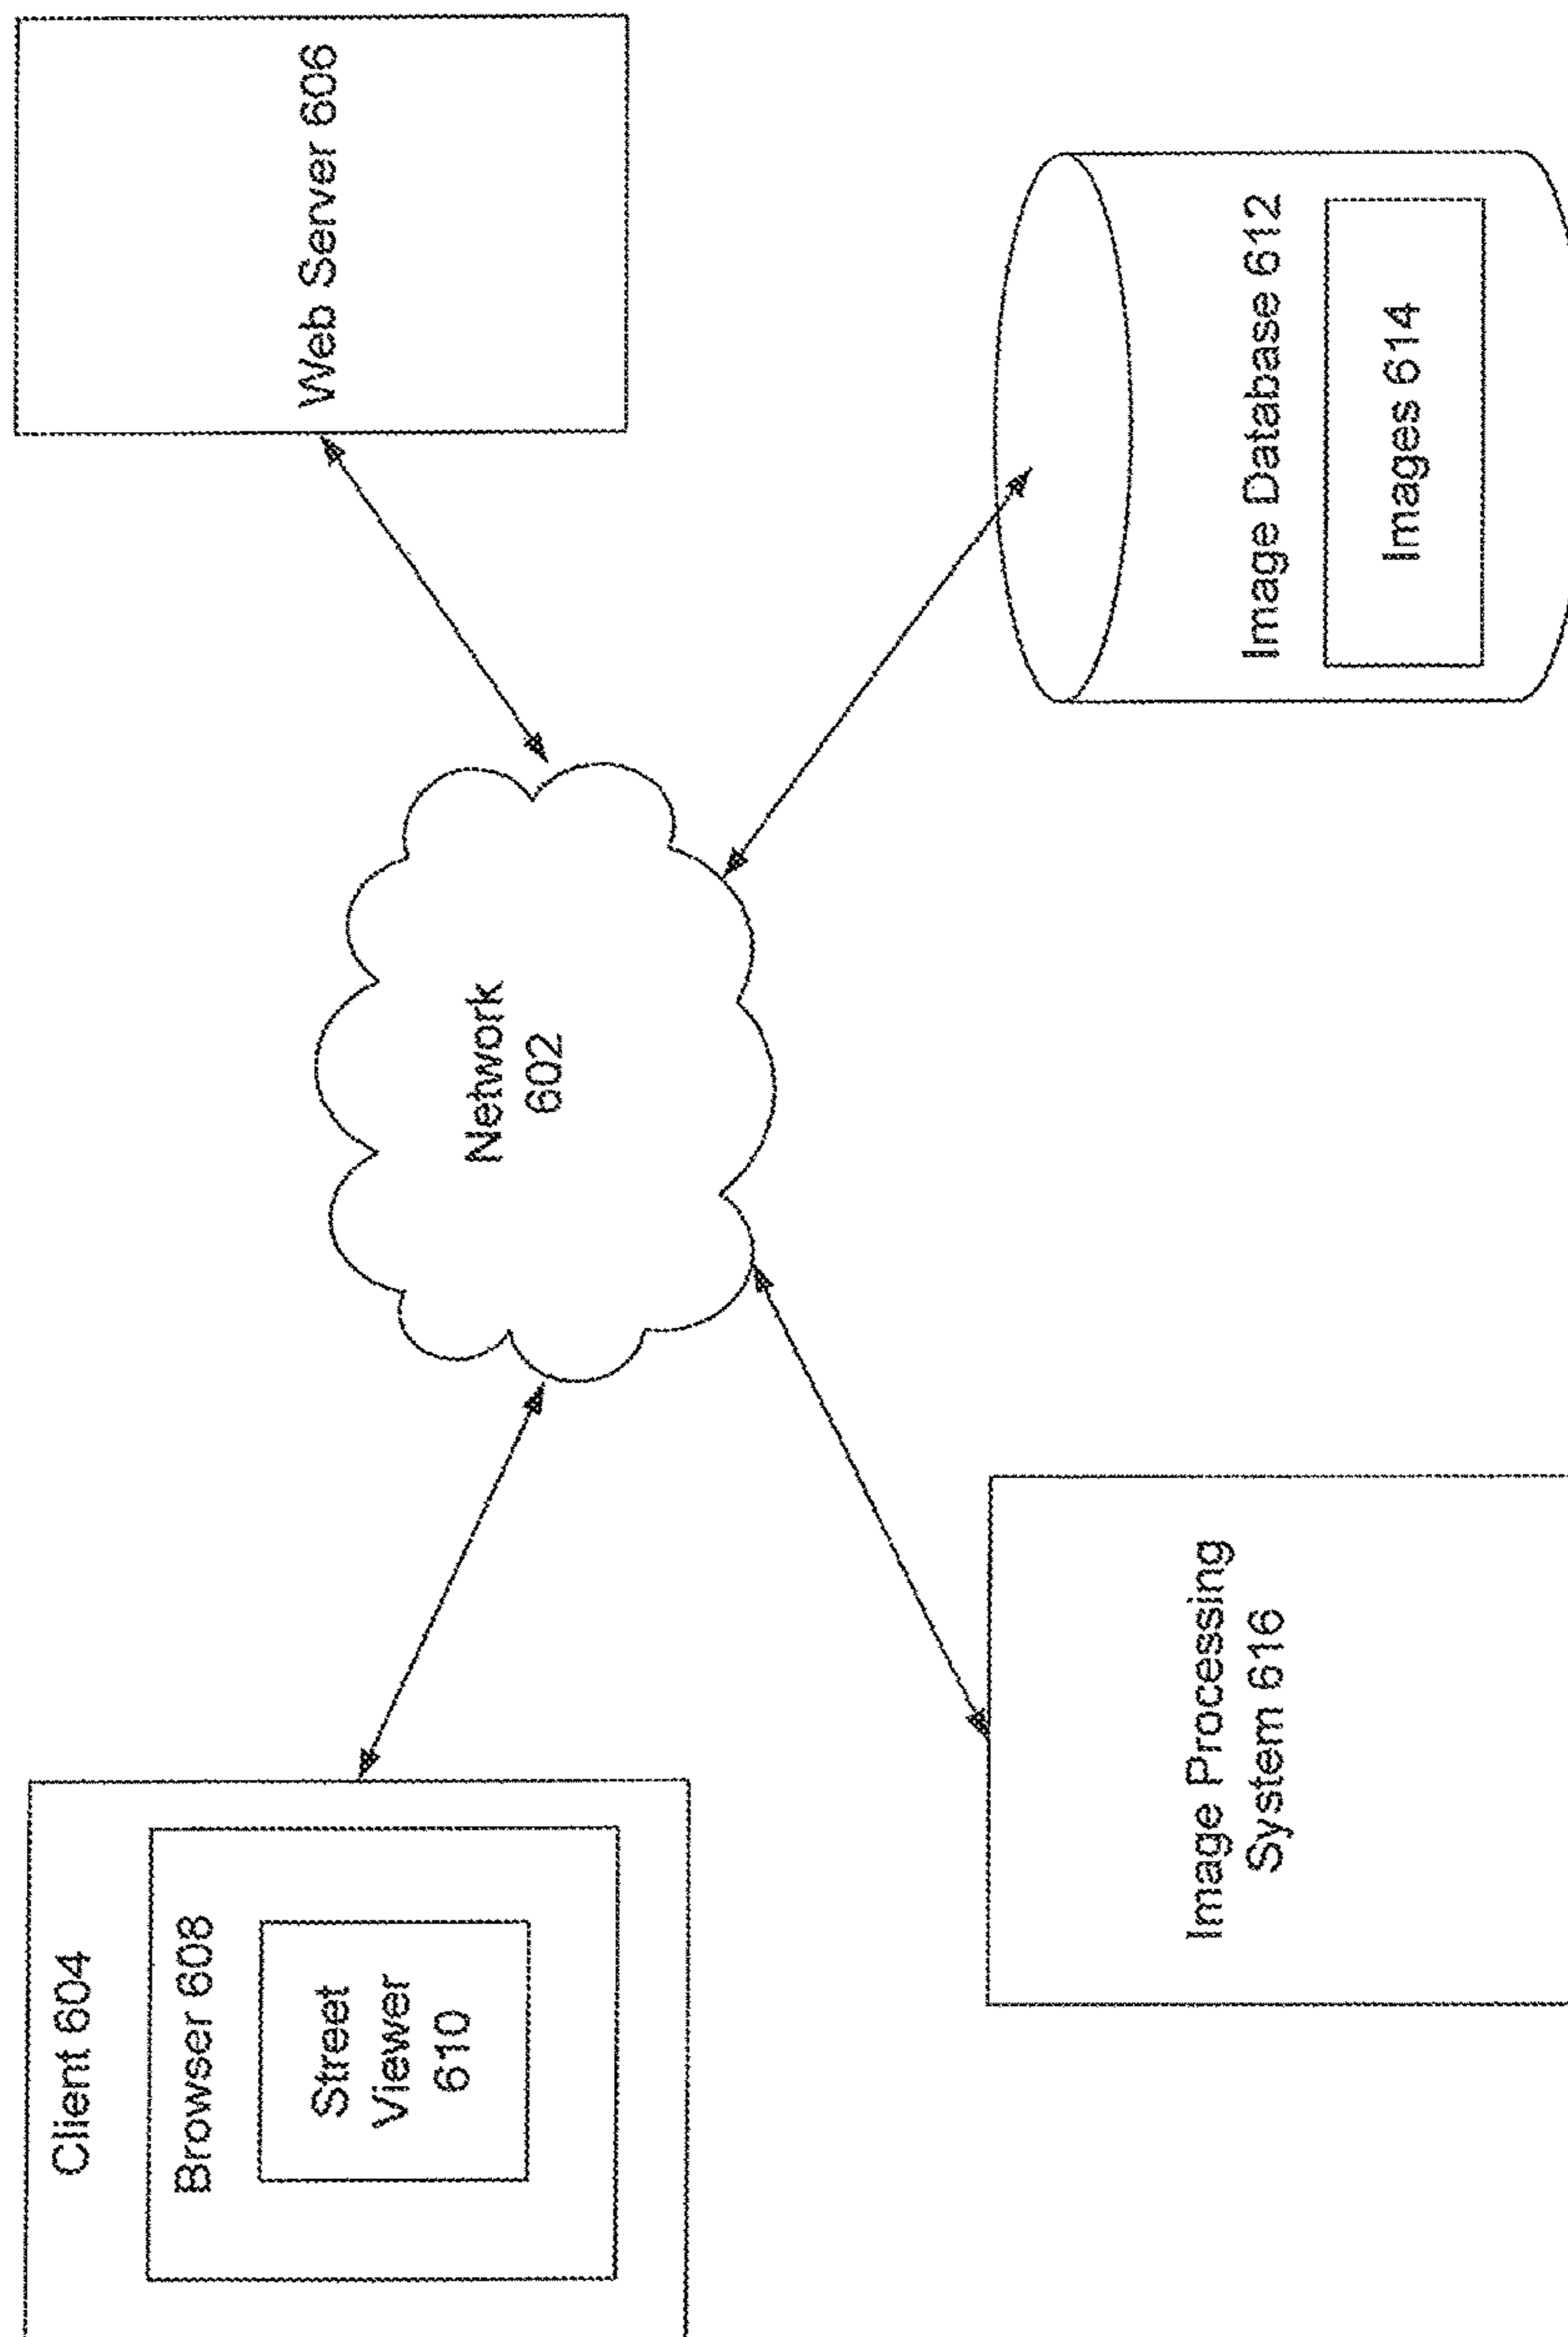 Client 604
Browser 608
Street
Viewer
610
Network
602
Web Server 606
Image Processing
System 616
Image Database 612
Images 614